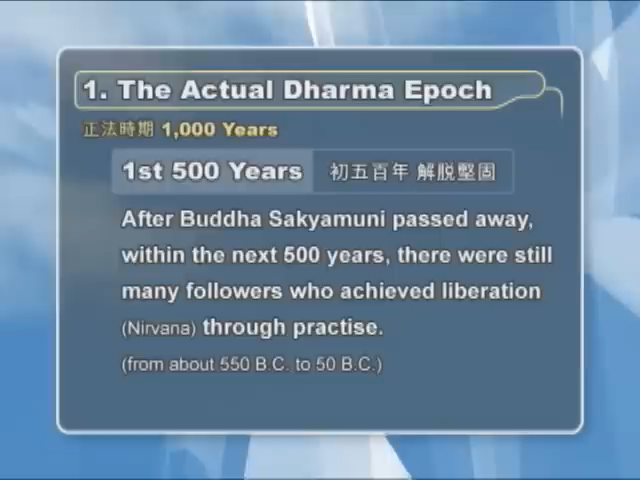 1. The Actual Dharma Epoch
正法時期 1,000 Years
1st 500 Years 初五百年 解脱堅固
After Buddha Sakyamuni passed away,
within the next 500 years, there were still
many followers who achieved liberation
(Nirvana) through practise.
(from about 550 B.C. to 50 B.C.)